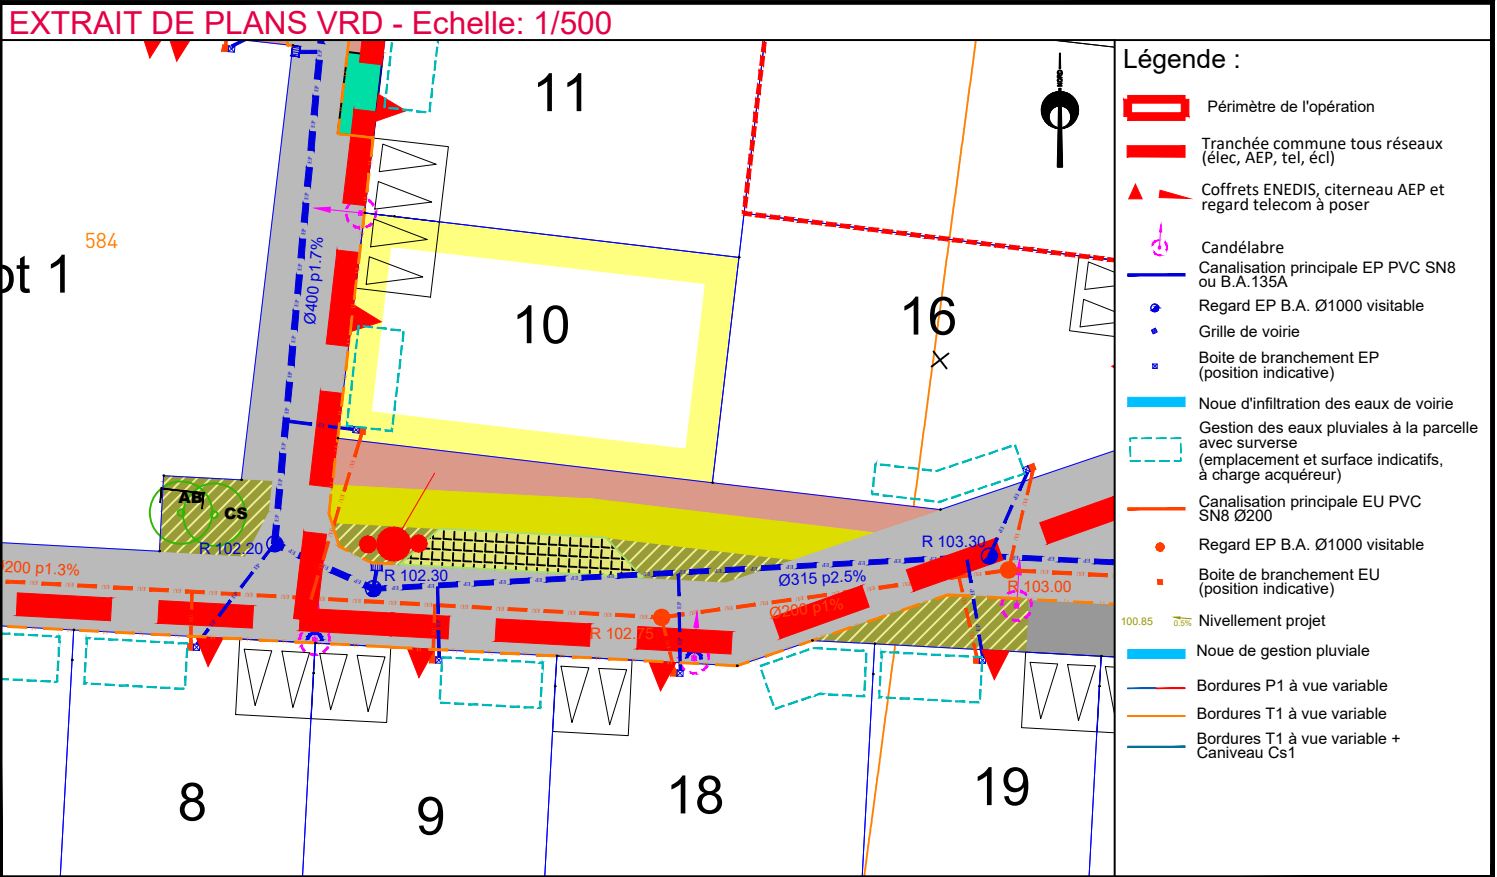 EXTRAIT DE PLANS VRD - Echelle: 1/500
11
584
ot 1
Ø400 p1.7%
10
16
AB
CS
R 102.20
R 102.30
R 103.30
Ø315 p2.5%
200 p1.3%
R 103.00
Ø200 p1%
R 102.75
8
9
18
19
NORD
Légende :
Périmètre de l'opération
Tranchée commune tous réseaux
(élec, AEP, tel, écl)
Coffrets ENEDIS, citerneau AEP et
regard telecom à poser
Candélabre
Canalisation principale EP PVC SN8
ou B.A.135A
Regard EP B.A. Ø1000 visitable
Grille de voirie
Boite de branchement EP
(position indicative)
Noue d'infiltration des eaux de voirie
Gestion des eaux pluviales à la parcelle
avec surverse
(emplacement et surface indicatifs,
à charge acquéreur)
Canalisation principale EU PVC
SN8 Ø200
Regard EP B.A. Ø1000 visitable
Boite de branchement EU
(position indicative)
100.85 0.5% Nivellement projet
Noue de gestion pluviale
Bordures P1 à vue variable
Bordures T1 à vue variable
Bordures T1 à vue variable +
Caniveau Cs1